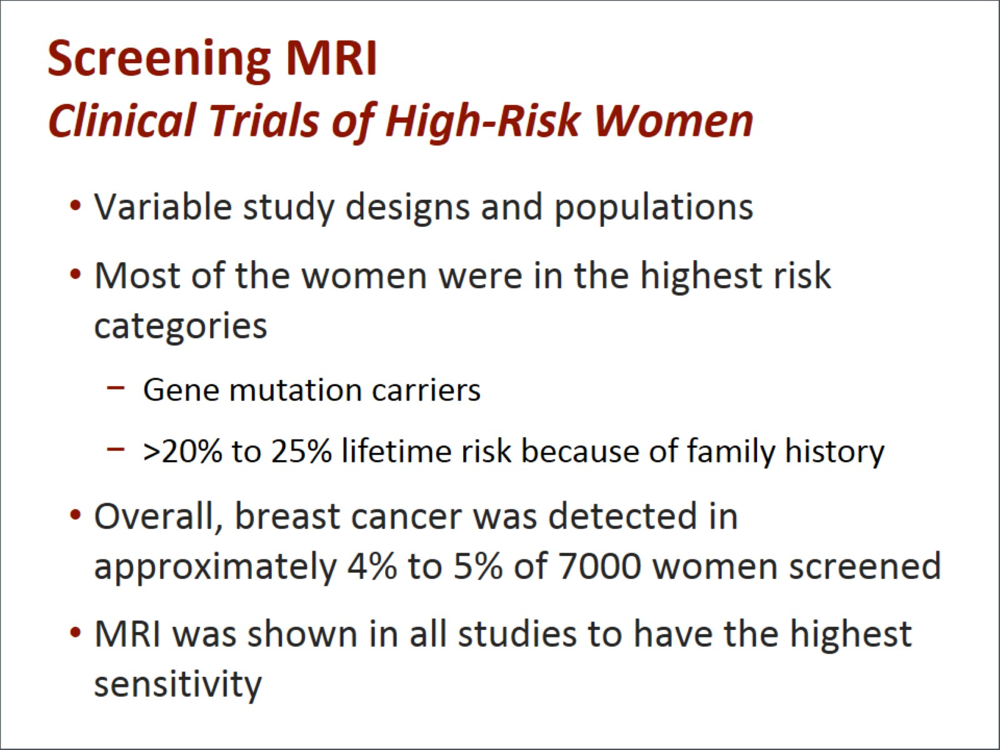 Screening MRI
Clinical Trials of High-Risk Women
• Variable study designs and populations
• Most of the women were in the highest risk
categories
– Gene mutation carriers
– >20% to 25% lifetime risk because of family history
• Overall, breast cancer was detected in
approximately 4% to 5% of 7000 women screened
• MRI was shown in all studies to have the highest
sensitivity